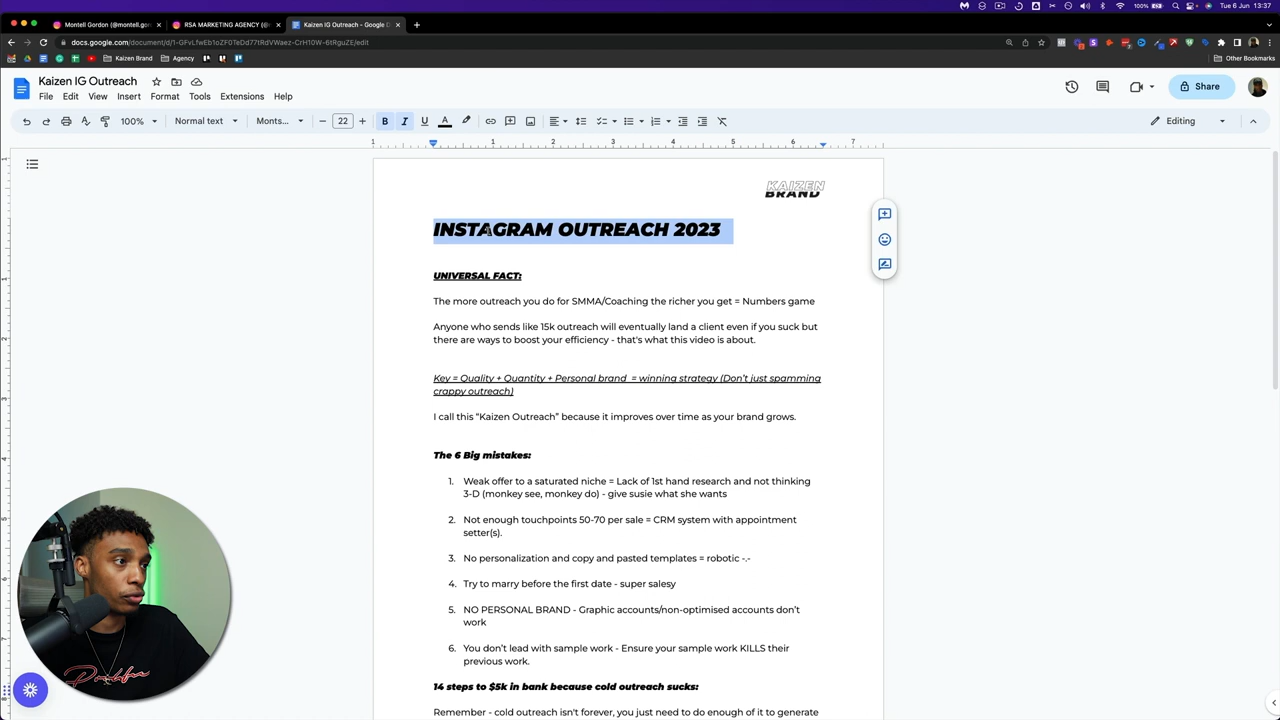 Tue 6 Jun 13:37
100%
Montell Gordon (@montell.gor
RSA MARKETING AGENCY (@
Kaizen IG Outreach - Google D
docs.google.com/document/d/1-GFvLfwEb1oZF0TeDd77tRdVWaez-CrH10W-6tRguZE/edit
Kaizen Brand
Agency
Other Bookmarks
Kaizen IG Outreach
File Edit View Insert Format Tools Extensions Help
Share
100% Normal text Monts... 22 B I U A
Editing
1 1 2 3 4 5 6 7
KAIZEN
BRAND
INSTAGRAM OUTREACH 2023
UNIVERSAL FACT:
The more outreach you do for SMMA/Coaching the richer you get = Numbers game
Anyone who sends like 15k outreach will eventually land a client even if you suck but
there are ways to boost your efficiency - that's what this video is about.
Key = Quality + Quantity + Personal brand = winning strategy (Don't just spamming
crappy outreach)
I call this “Kaizen Outreach” because it improves over time as your brand grows.
The 6 Big mistakes:
1. Weak offer to a saturated niche = Lack of 1st hand research and not thinking
3-D (monkey see, monkey do) - give susie what she wants
2. Not enough touchpoints 50-70 per sale = CRM system with appointment
setter(s).
3. No personalization and copy and pasted templates = robotic -.-
4. Try to marry before the first date - super salesy
5. NO PERSONAL BRAND - Graphic accounts/non-optimised accounts don’t
work
6. You don’t lead with sample work - Ensure your sample work KILLS their
previous work.
14 steps to $5k in bank because cold outreach sucks:
Remember - cold outreach isn't forever, you just need to do enough of it to generate